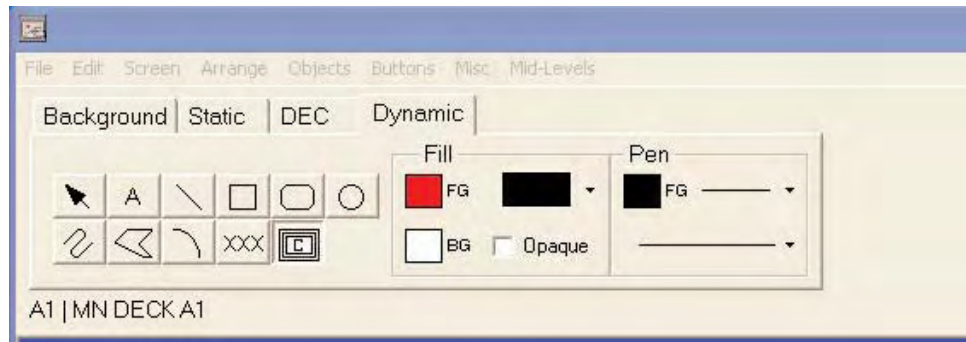 File Edit Screen Arrange Objects Buttons Misc Mid-Levels
Background Static DEC Dynamic
Fill Pen
A FG FG
XXX C BG Opaque
A1 | MN DECK A1